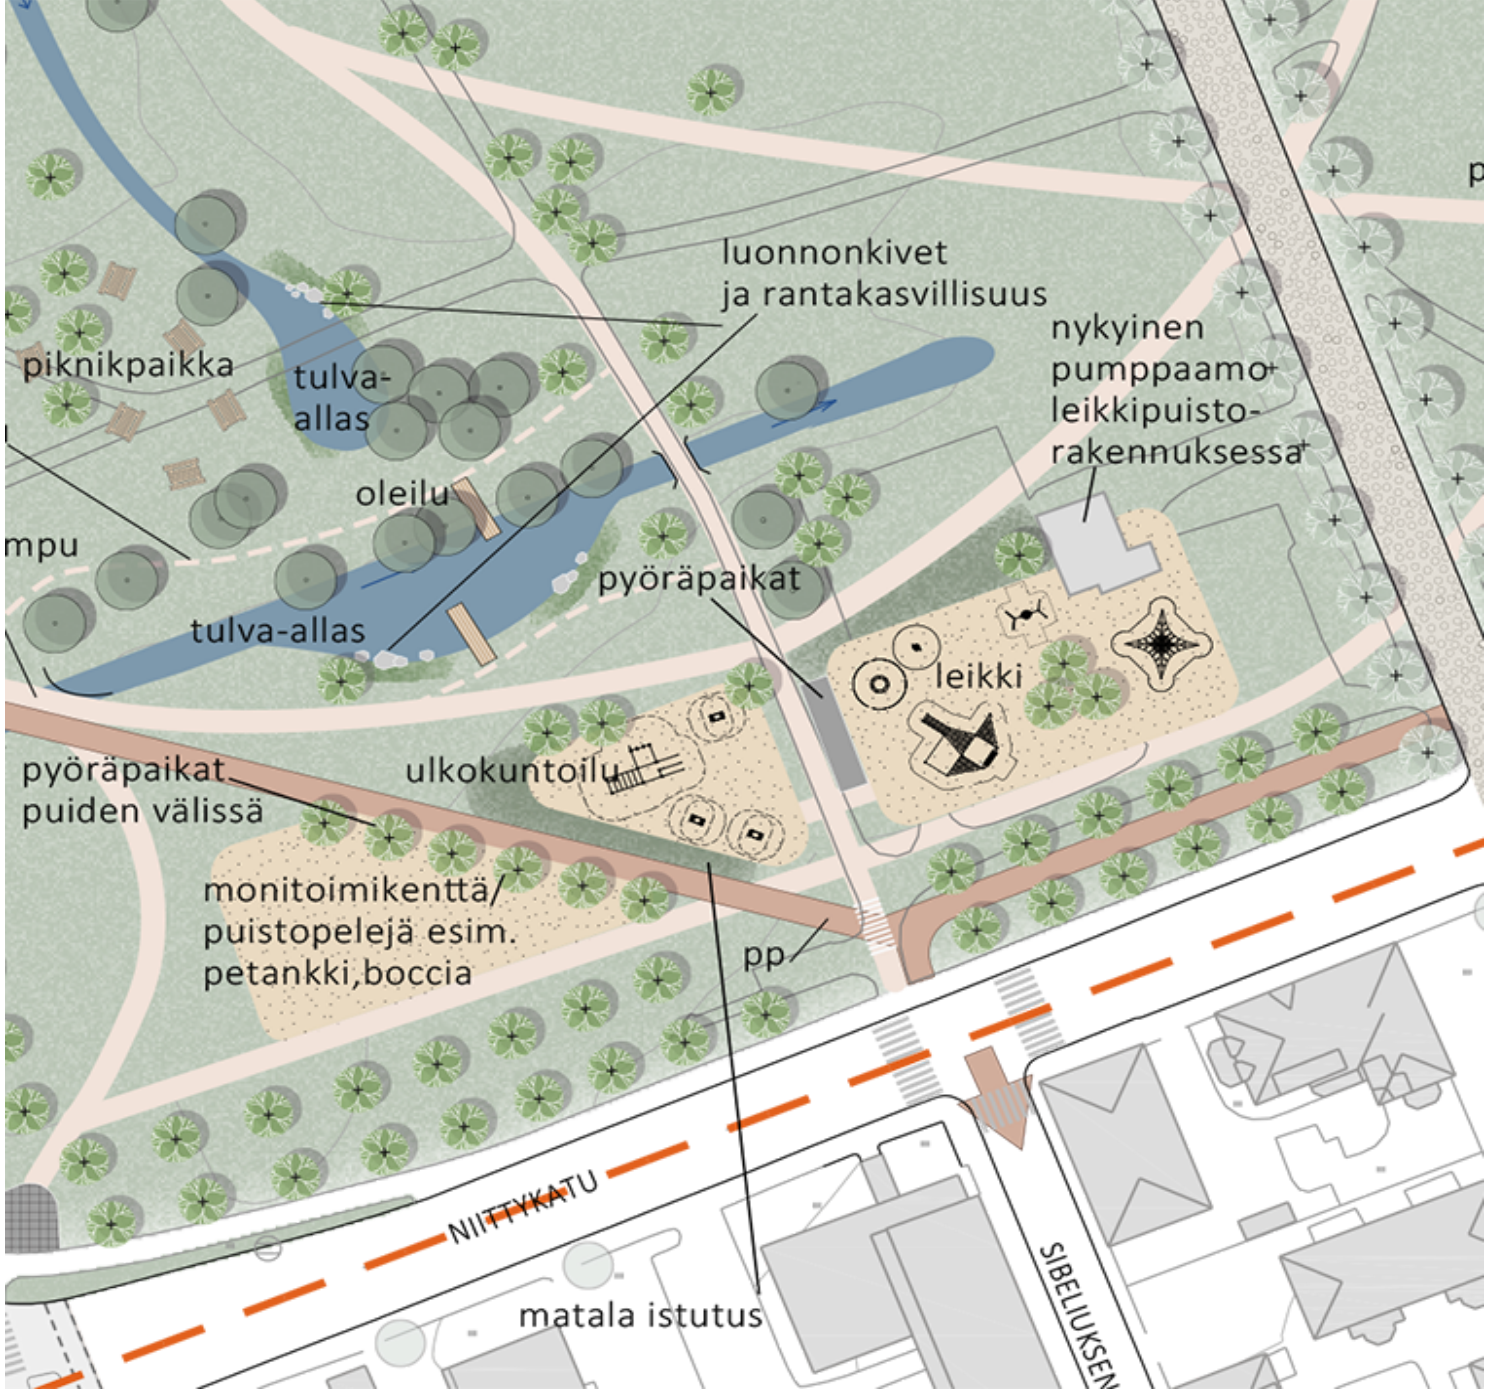 p
luonnonkivet
ja rantakasvillisuus
nykyinen
pumppaamo
leikkipuisto-
rakennuksessa
piknikpaikka
tulva-
allas
oleilu
mpu
pyöräpaikat
tulva-allas
leikki
pyöräpaikat
puiden välissä
ulkokuntoilu
monitoimikenttä/
puistopelejä esim.
petankki,boccia
pp
NIITTYKATU
SIBELIUKSEN
matala istutus